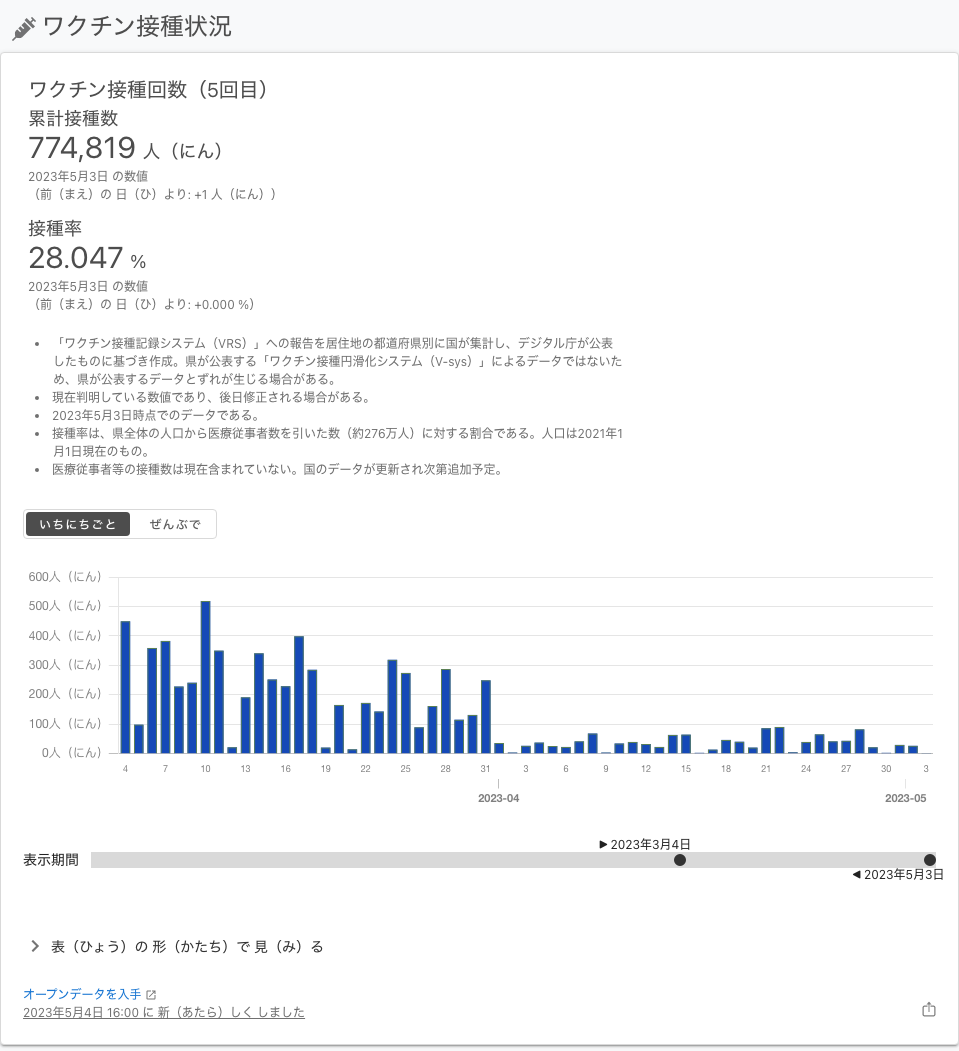 ワクチン接種状況
ワクチン接種回数（5回目）
累計接種数
774,819 人（にん）
2023年5月3日 の数値
（前（まえ）の 日（ひ）より: +1 人（にん））
接種率
28.047 %
2023年5月3日 の数値
（前（まえ）の 日（ひ）より: +0.000 %）
• 「ワクチン接種記録システム（VRS）」への報告を居住地の都道府県別に国が集計し、デジタル庁が公表
したものに基づき作成。県が公表する「ワクチン接種円滑化システム（V-sys）」によるデータではないた
め、県が公表するデータとずれが生じる場合がある。
• 現在判明している数値であり、後日修正される場合がある。
• 2023年5月3日時点でのデータである。
• 接種率は、県全体の人口から医療従事者数を引いた数（約276万人）に対する割合である。人口は2021年1
月1日現在のもの。
• 医療従事者等の接種数は現在含まれていない。国のデータが更新され次第追加予定。
いちにちごと ぜんぶで
600人（にん）
500人（にん）
400人（にん）
300人（にん）
200人（にん）
100人（にん）
0人（にん）
4 7 10 13 16 19 22 25 28 31 3 6 9 12 15 18 21 24 27 30 3
2023-04 2023-05
▶ 2023年3月4日
表示期間
◀ 2023年5月3日
表（ひょう）の 形（かたち）で 見（み）る
オープンデータを入手
2023年5月4日 16:00 に 新（あたら）しく しました